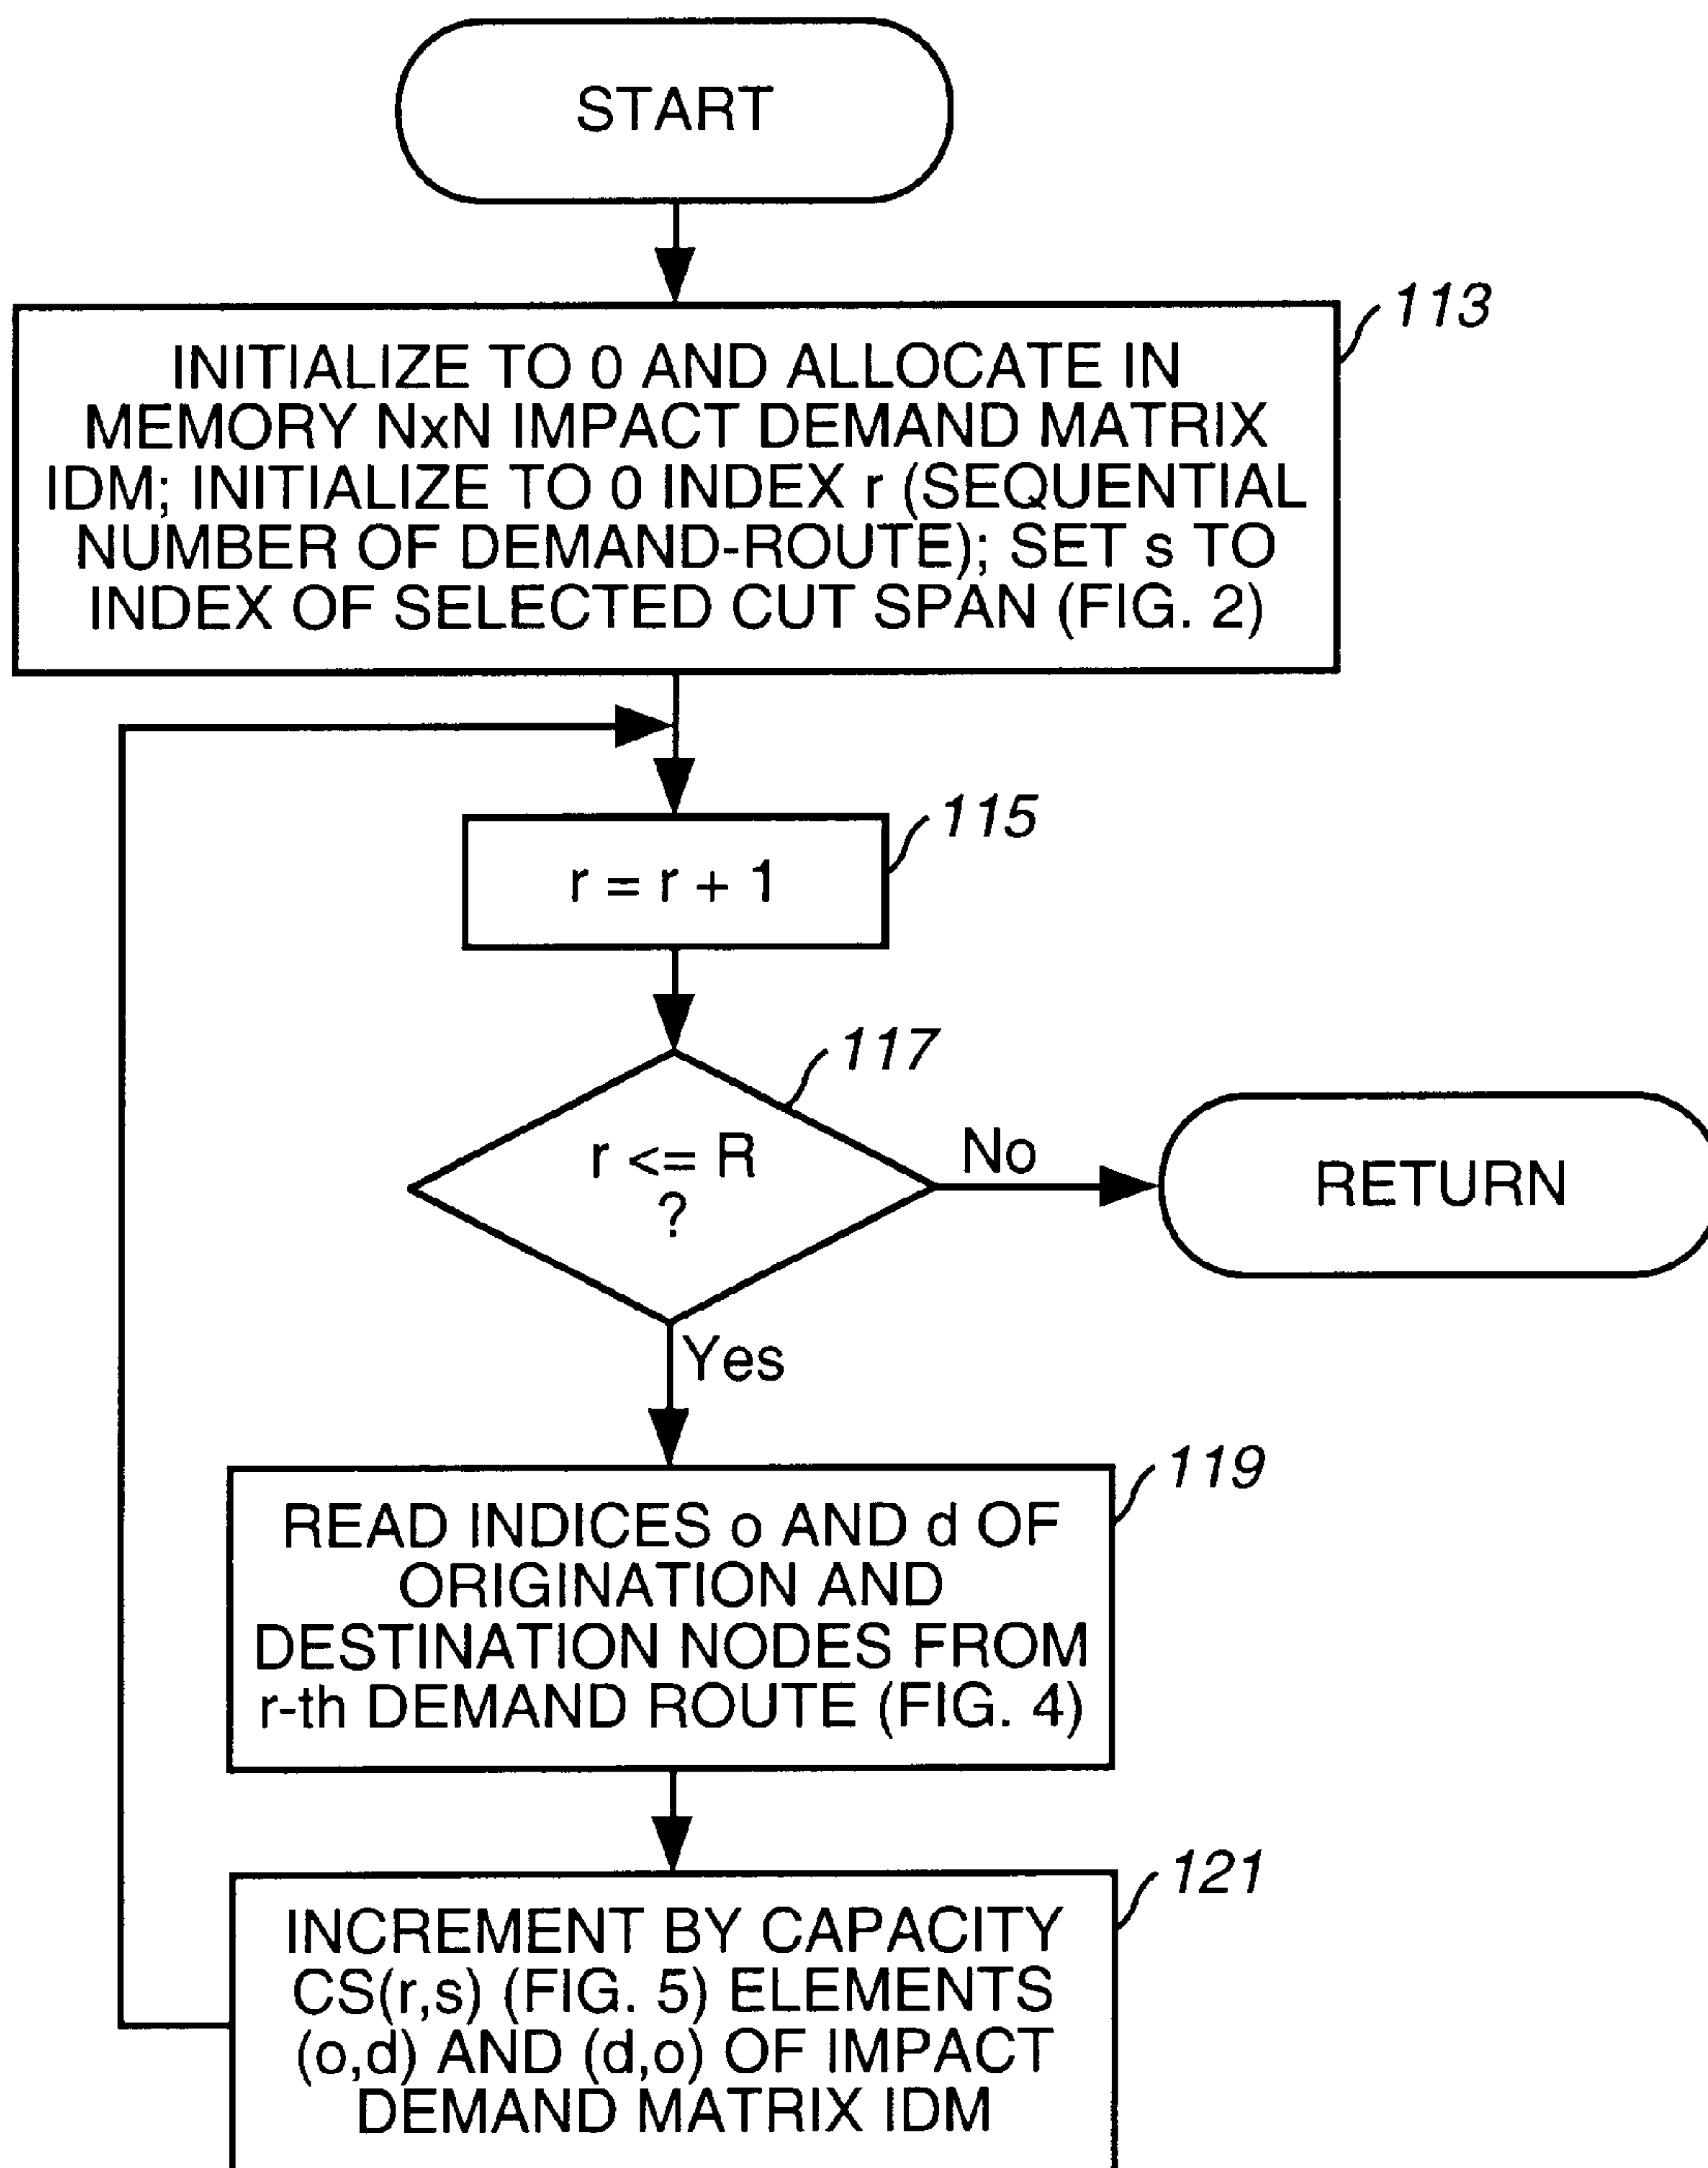 START
113
INITIALIZE TO 0 AND ALLOCATE IN
MEMORY NxN IMPACT DEMAND MATRIX
IDM; INITIALIZE TO 0 INDEX r (SEQUENTIAL
NUMBER OF DEMAND-ROUTE); SET s TO
INDEX OF SELECTED CUT SPAN (FIG. 2)
115
r = r + 1
117
r <= R
?
No
RETURN
Yes
119
READ INDICES o AND d OF
ORIGINATION AND
DESTINATION NODES FROM
r-th DEMAND ROUTE (FIG. 4)
121
INCREMENT BY CAPACITY
CS(r,s) (FIG. 5) ELEMENTS
(o,d) AND (d,o) OF IMPACT
DEMAND MATRIX IDM